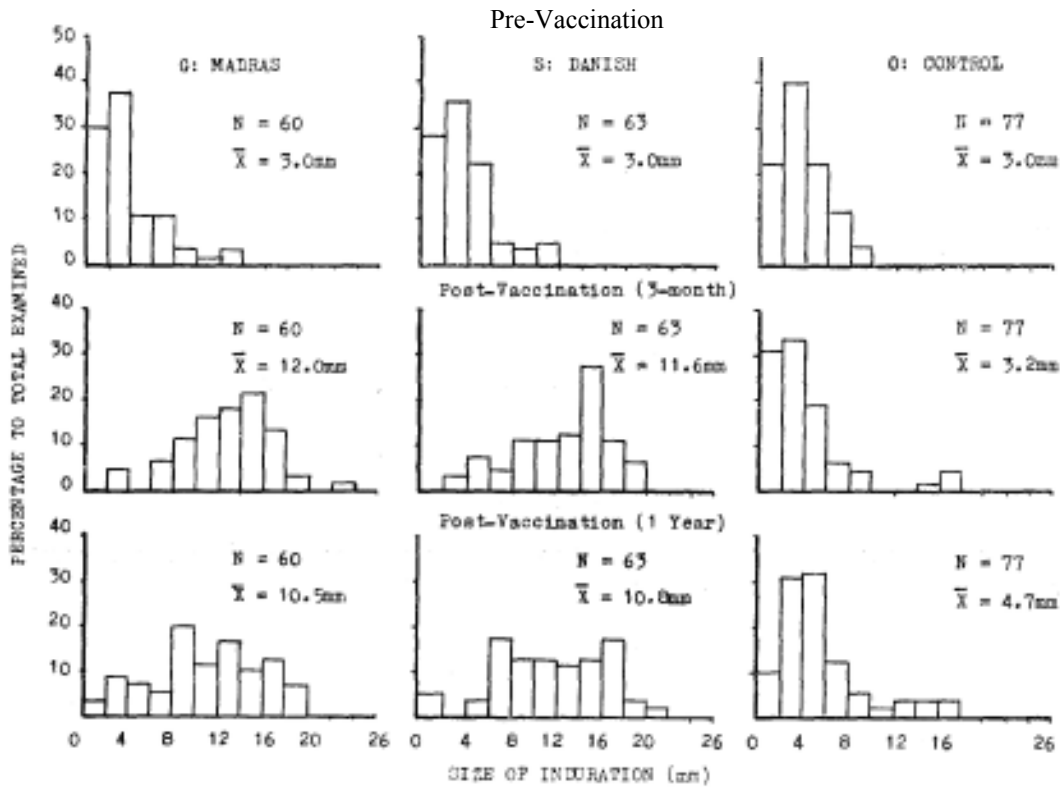 Pre-Vaccination
50
40
30
20
10
0
G: MADRAS
N = 60
X̄ = 3.0mm
S: DANISH
N = 63
X̄ = 3.0mm
O: CONTROL
N = 77
X̄ = 3.0mm
PERCENTAGE TO TOTAL EXAMINED
Post-Vaccination (3-month)
40
30
20
10
0
N = 60
X̄ = 12.0mm
N = 63
X̄ = 11.6mm
N = 77
X̄ = 3.2mm
Post-Vaccination (1 Year)
40
30
20
10
N = 60
X̄ = 10.5mm
N = 63
X̄ = 10.8mm
N = 77
X̄ = 4.7mm
0 4 8 12 16 26 0 4 8 12 16 26 0 4 8 12 16 26
SIZE OF INDURATION (mm)